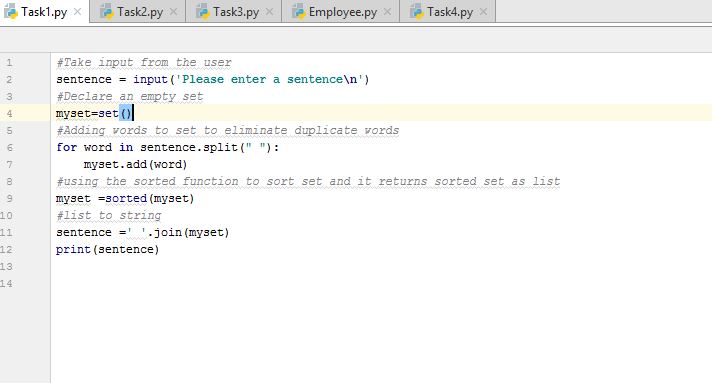 Task1.py Task2.py Task3.py Employee.py Task4.py
1 #Take input from the user
2 sentence = input('Please enter a sentence\n')
3 #Declare an empty set
4 myset=set()
5 #Adding words to set to eliminate duplicate words
6 for word in sentence.split(" "):
7     myset.add(word)
8 #using the sorted function to sort set and it returns sorted set as list
9 myset =sorted(myset)
10 #list to string
11 sentence =' '.join(myset)
12 print(sentence)
13
14